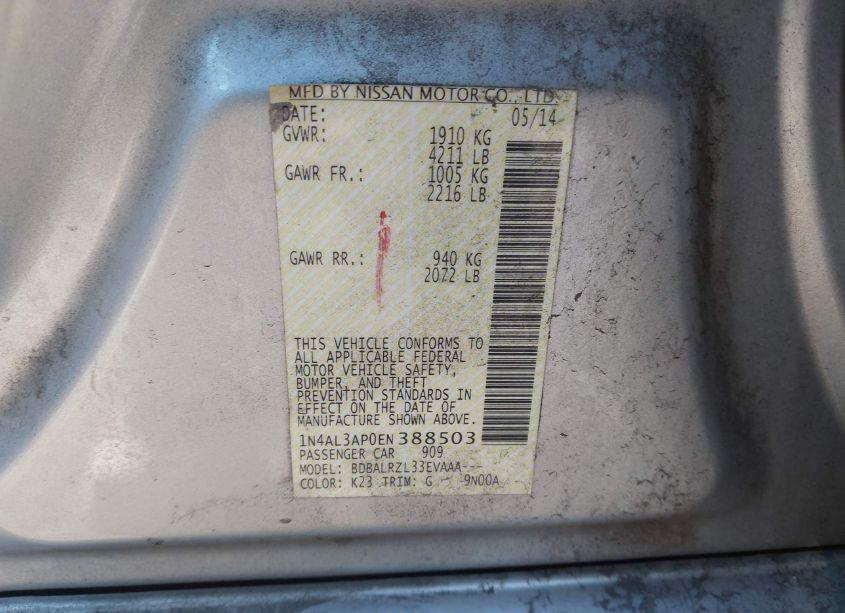 MFD BY NISSAN MOTOR CO., LTD.
DATE: 05/14
GVWR: 1910 KG
4211 LB
GAWR FR.: 1005 KG
2216 LB
GAWR RR.: 940 KG
2072 LB
THIS VEHICLE CONFORMS TO
ALL APPLICABLE FEDERAL
MOTOR VEHICLE SAFETY,
BUMPER, AND THEFT
PREVENTION STANDARDS IN
EFFECT ON THE DATE OF
MANUFACTURE SHOWN ABOVE.
1N4AL3AP0EN388503
PASSENGER CAR 909
MODEL: BDBALRZL33EVAAA---
COLOR: K23 TRIM: G 9N00A